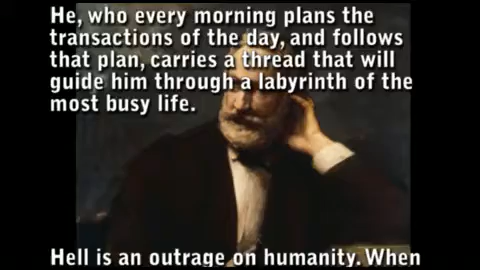 He, who every morning plans the
transactions of the day, and follows
that plan, carries a thread that will
guide him through a labyrinth of the
most busy life.
Hell is an outrage on humanity. When